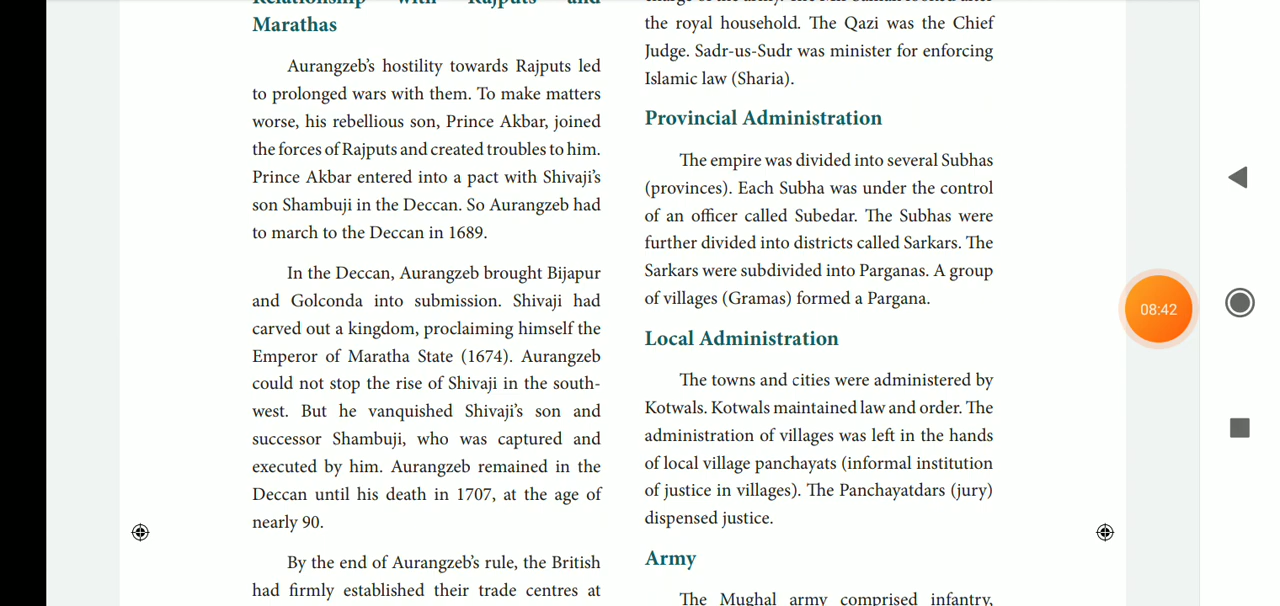 Relationship with Rajputs and
Marathas
Aurangzeb's hostility towards Rajputs led
to prolonged wars with them. To make matters
worse, his rebellious son, Prince Akbar, joined
the forces of Rajputs and created troubles to him.
Prince Akbar entered into a pact with Shivaji's
son Shambuji in the Deccan. So Aurangzeb had
to march to the Deccan in 1689.
In the Deccan, Aurangzeb brought Bijapur
and Golconda into submission. Shivaji had
carved out a kingdom, proclaiming himself the
Emperor of Maratha State (1674). Aurangzeb
could not stop the rise of Shivaji in the south-
west. But he vanquished Shivaji's son and
successor Shambuji, who was captured and
executed by him. Aurangzeb remained in the
Deccan until his death in 1707, at the age of
nearly 90.
By the end of Aurangzeb's rule, the British
had firmly established their trade centres at
the royal household. The Qazi was the Chief
Judge. Sadr-us-Sudr was minister for enforcing
Islamic law (Sharia).
Provincial Administration
The empire was divided into several Subhas
(provinces). Each Subha was under the control
of an officer called Subedar. The Subhas were
further divided into districts called Sarkars. The
Sarkars were subdivided into Parganas. A group
of villages (Gramas) formed a Pargana.
Local Administration
The towns and cities were administered by
Kotwals. Kotwals maintained law and order. The
administration of villages was left in the hands
of local village panchayats (informal institution
of justice in villages). The Panchayatdars (jury)
dispensed justice.
Army
The Mughal army comprised infantry,
08:42